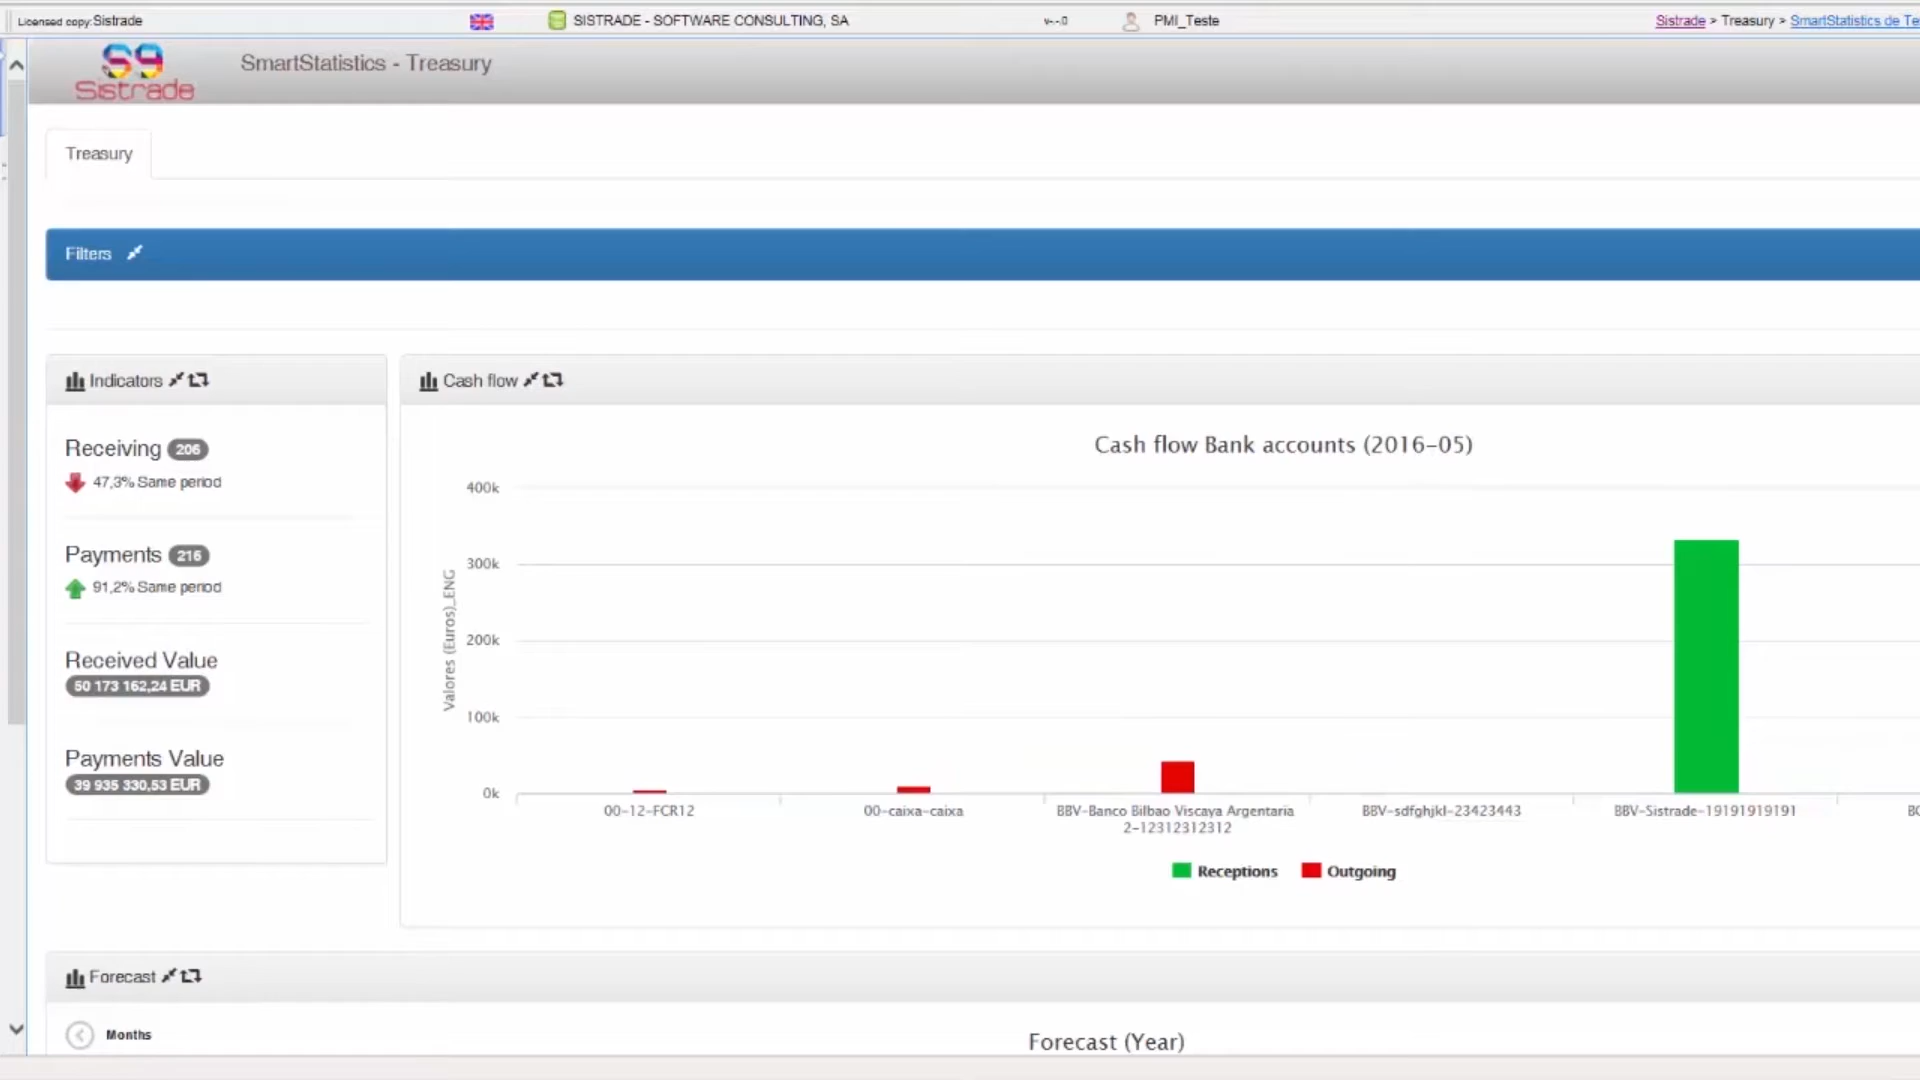 Licensed copy:Sistrade
SISTRADE - SOFTWARE CONSULTING, SA
v--.0
PMI_Teste
Sistrade > Treasury > SmartStatistics de Te
S9
Sistrade
SmartStatistics - Treasury
Treasury
Filters
Indicators
Receiving 206
47,3% Same period
Payments 216
91,2% Same period
Received Value
50 173 162,24 EUR
Payments Value
39 935 330,53 EUR
Cash flow
Cash flow Bank accounts (2016-05)
Valores (Euros)_ENG
400k
300k
200k
100k
0k
00-12-FCR12
00-caixa-caixa
BBV-Banco Bilbao Viscaya Argentaria
2-12312312312
BBV-sdfghjkl-23423443
BBV-Sistrade-19191919191
Receptions
Outgoing
Forecast
Months
Forecast (Year)